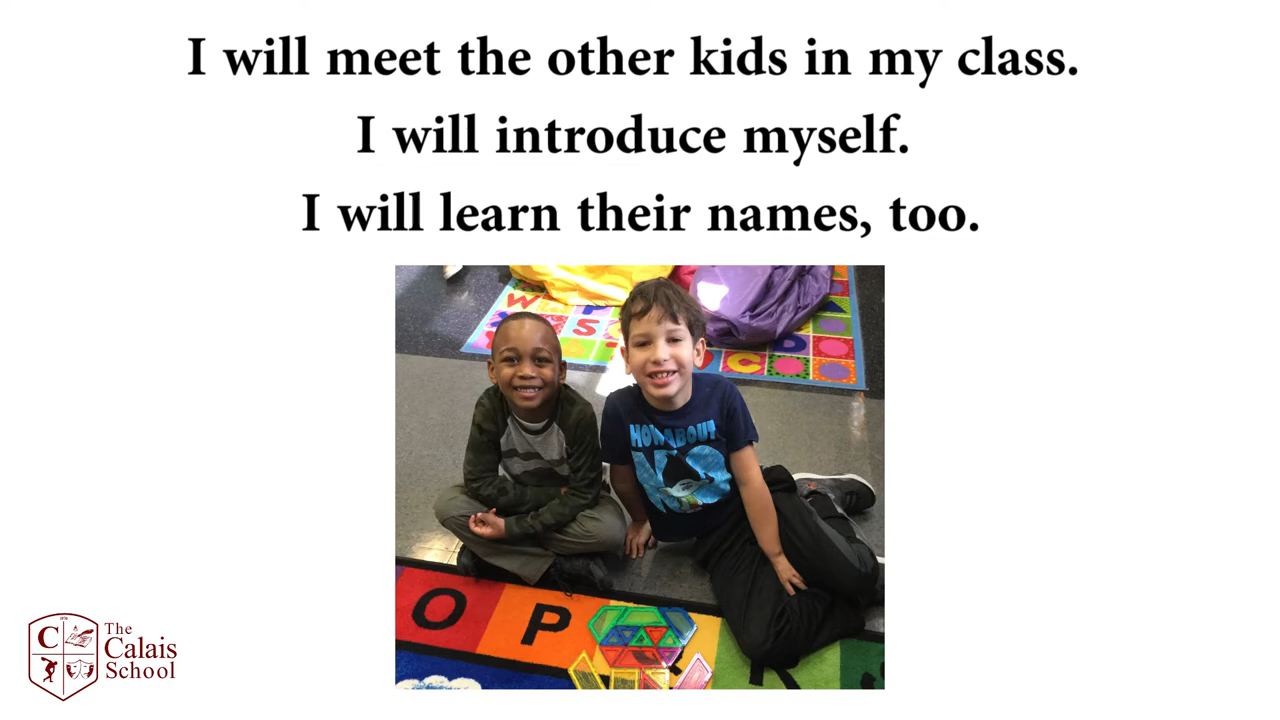 I will meet the other kids in my class.
I will introduce myself.
I will learn their names, too.
W P
S
D
C
HOW ABOUT
NO
O P
C
The
Calais
School